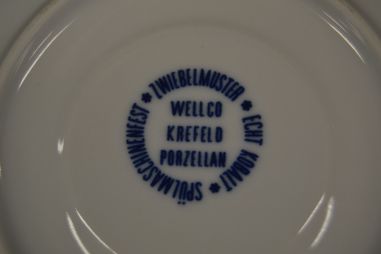 ZWIEBELMUSTER * ECHT KOBALT * SPÜLMASCHINENFEST *
WELLCO
KREFELD
PORZELLAN